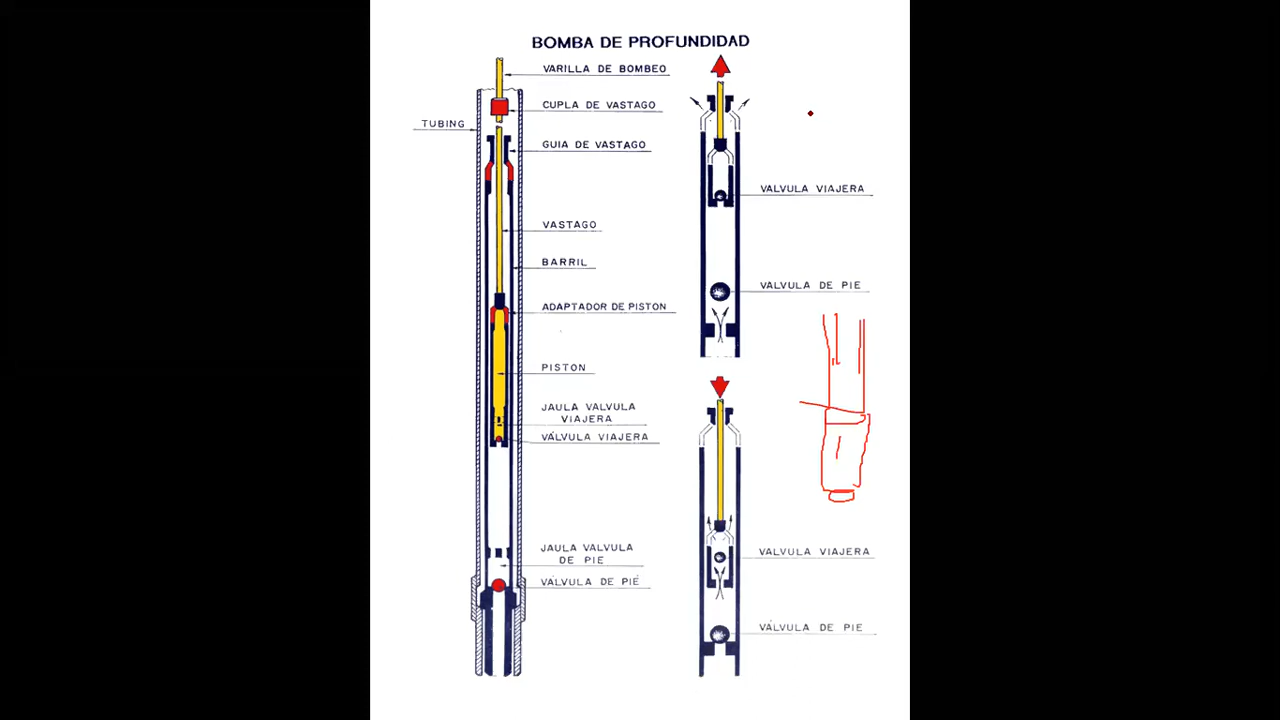 BOMBA DE PROFUNDIDAD
VARILLA DE BOMBEO
CUPLA DE VASTAGO
TUBING
GUIA DE VASTAGO
VASTAGO
BARRIL
ADAPTADOR DE PISTON
PISTON
JAULA VALVULA
VIAJERA
VÁLVULA VIAJERA
JAULA VALVULA
DE PIE
VÁLVULA DE PIE
VALVULA VIAJERA
VALVULA DE PIE
VALVULA VIAJERA
VÁLVULA DE PIE